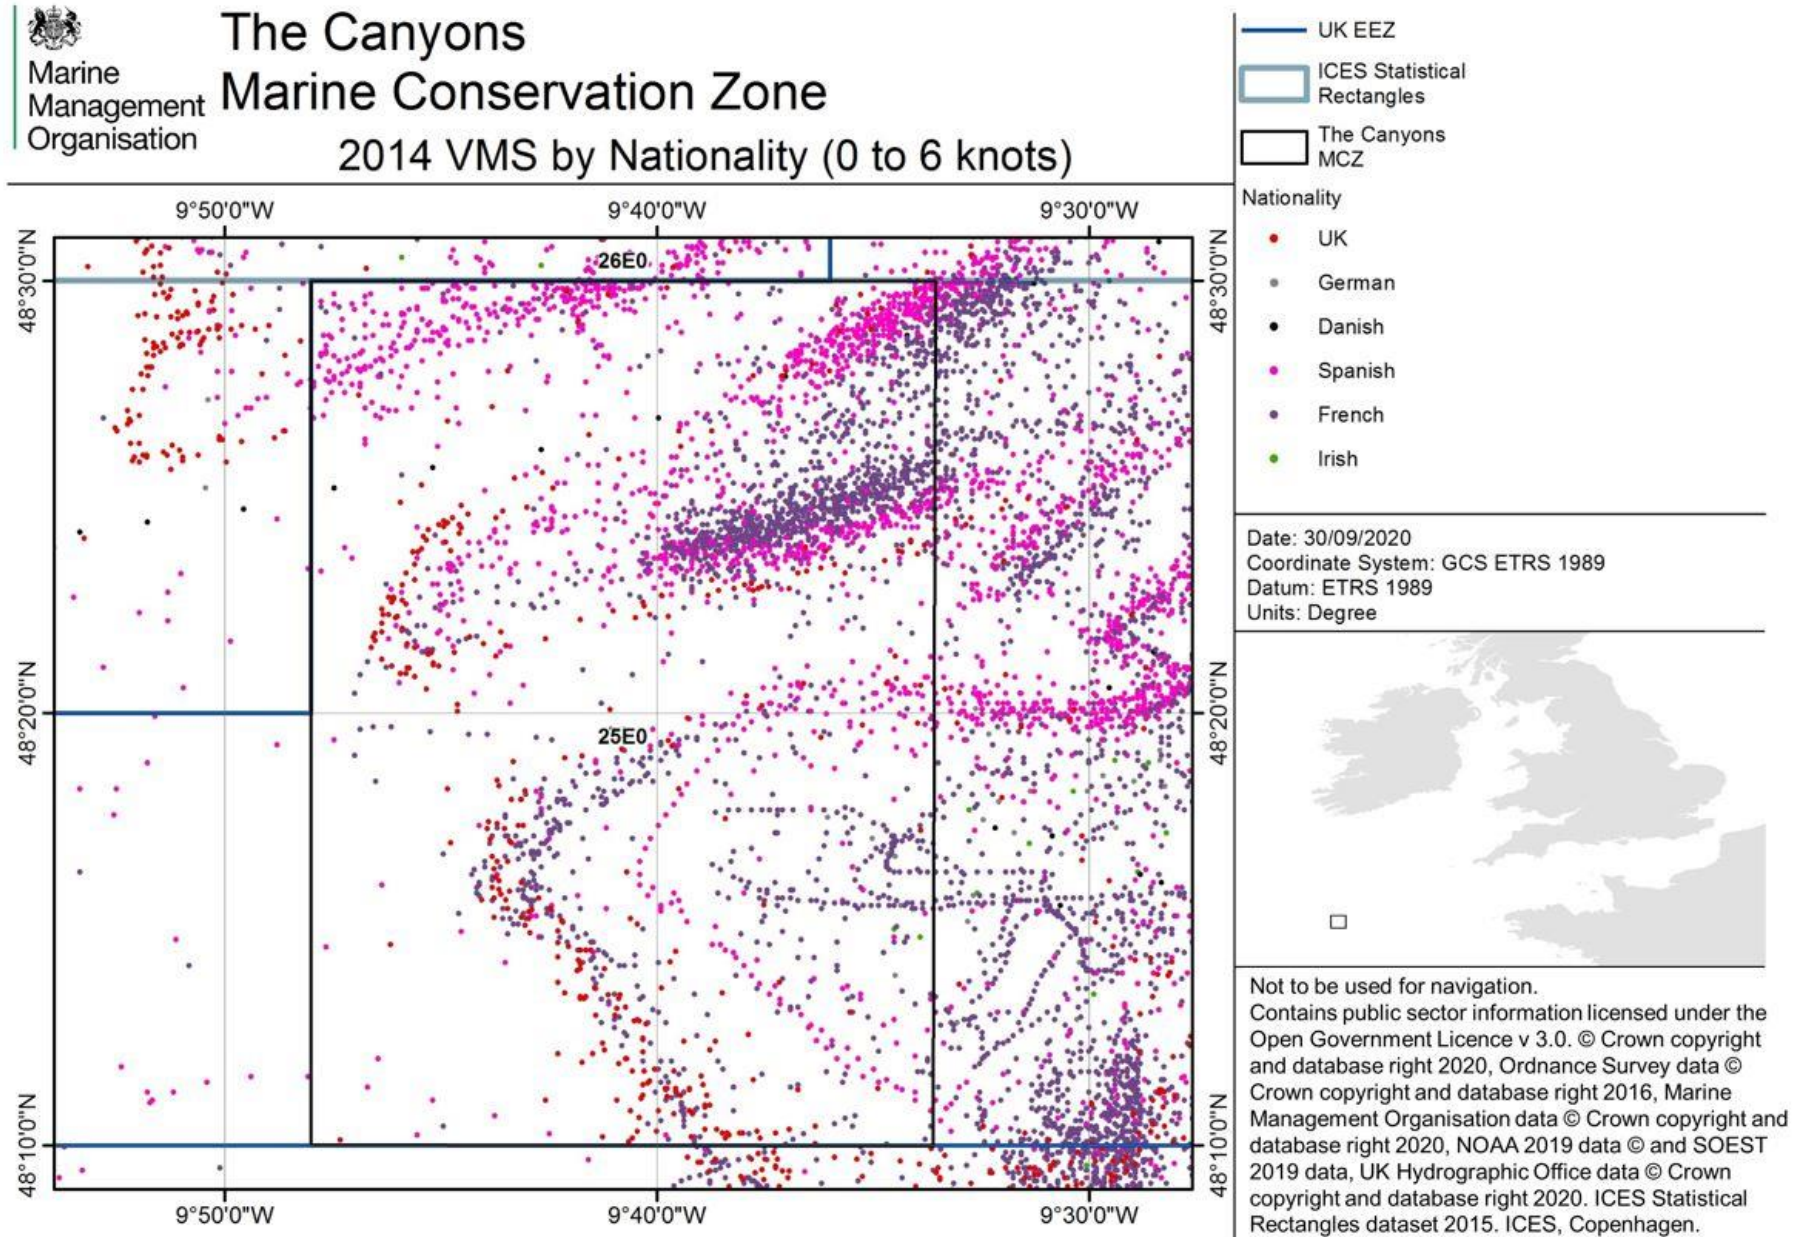 Marine
Management
Organisation
The Canyons
Marine Conservation Zone
2014 VMS by Nationality (0 to 6 knots)
9°50'0"W
9°40'0"W
9°30'0"W
48°30'0"N
48°30'0"N
26E0
48°20'0"N
48°20'0"N
25E0
48°10'0"N
48°10'0"N
9°50'0"W
9°40'0"W
9°30'0"W
UK EEZ
ICES Statistical
Rectangles
The Canyons
MCZ
Nationality
UK
German
Danish
Spanish
French
Irish
Date: 30/09/2020
Coordinate System: GCS ETRS 1989
Datum: ETRS 1989
Units: Degree
Not to be used for navigation.
Contains public sector information licensed under the
Open Government Licence v 3.0. © Crown copyright
and database right 2020, Ordnance Survey data ©
Crown copyright and database right 2016, Marine
Management Organisation data © Crown copyright and
database right 2020, NOAA 2019 data © and SOEST
2019 data, UK Hydrographic Office data © Crown
copyright and database right 2020. ICES Statistical
Rectangles dataset 2015. ICES, Copenhagen.